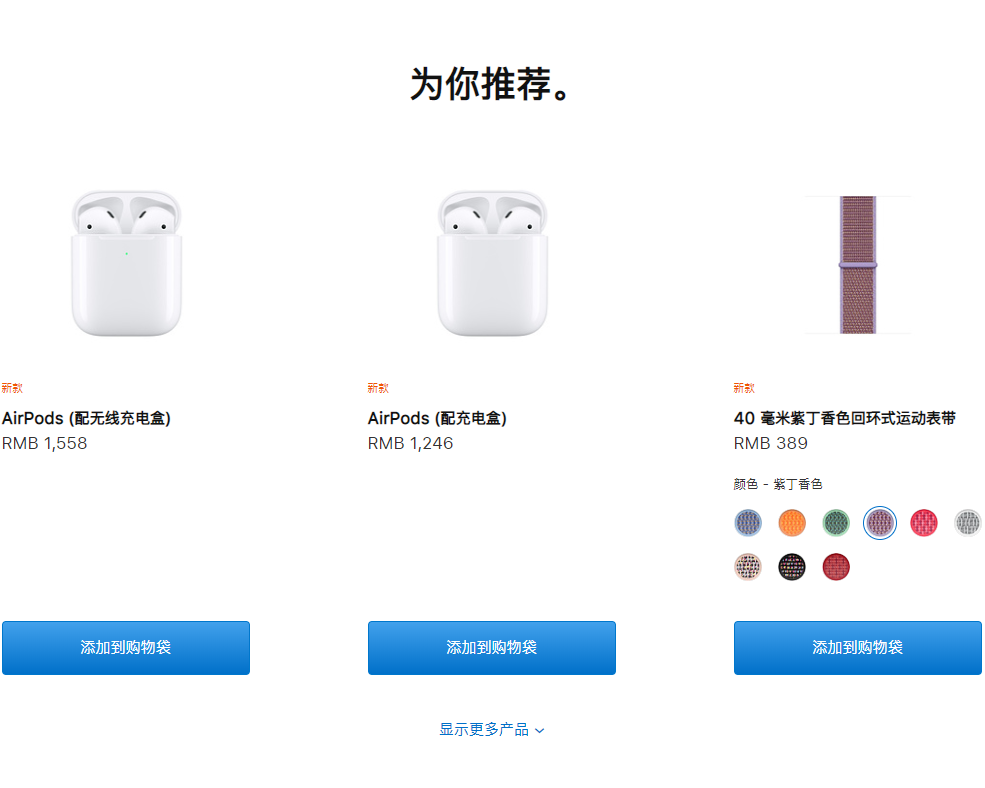 为你推荐。
新款
AirPods (配无线充电盒)
RMB 1,558
添加到购物袋
新款
AirPods (配充电盒)
RMB 1,246
添加到购物袋
新款
40 毫米紫丁香色回环式运动表带
RMB 389
颜色 - 紫丁香色
添加到购物袋
显示更多产品